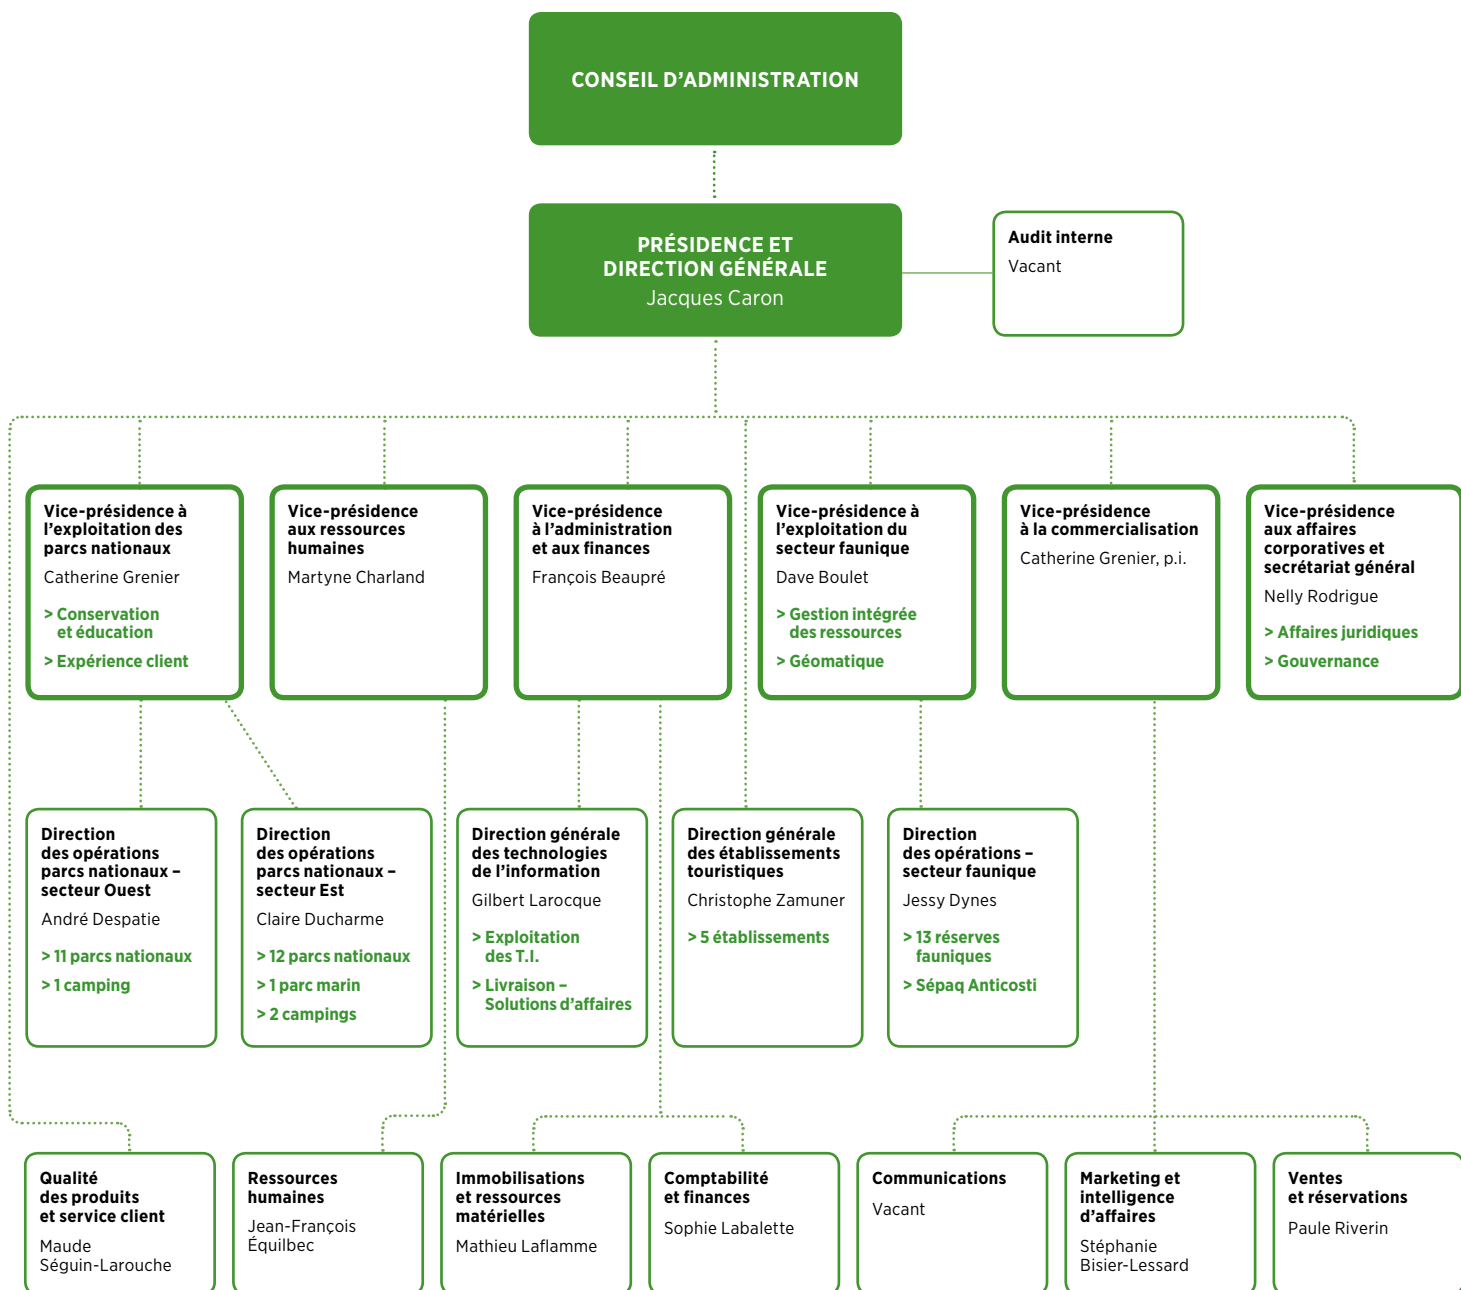 CONSEIL D’ADMINISTRATION
PRÉSIDENCE ET
DIRECTION GÉNÉRALE
Jacques Caron
Audit interne
Vacant
Vice-présidence à
l’exploitation des
parcs nationaux
Catherine Grenier
> Conservation
et éducation
> Expérience client
Vice-présidence
aux ressources
humaines
Martyne Charland
Vice-présidence
à l’administration
et aux finances
François Beaupré
Vice-présidence à
l’exploitation du
secteur faunique
Dave Boulet
> Gestion intégrée
des ressources
> Géomatique
Vice-présidence
à la commercialisation
Catherine Grenier, p.i.
Vice-présidence
aux affaires
corporatives et
secrétariat général
Nelly Rodrigue
> Affaires juridiques
> Gouvernance
Direction
des opérations
parcs nationaux –
secteur Ouest
André Despatie
> 11 parcs nationaux
> 1 camping
Direction
des opérations
parcs nationaux –
secteur Est
Claire Ducharme
> 12 parcs nationaux
> 1 parc marin
> 2 campings
Direction générale
des technologies
de l’information
Gilbert Larocque
> Exploitation
des T.I.
> Livraison –
Solutions d’affaires
Direction générale
des établissements
touristiques
Christophe Zamuner
> 5 établissements
Direction
des opérations –
secteur faunique
Jessy Dynes
> 13 réserves
fauniques
> Sépaq Anticosti
Qualité
des produits
et service client
Maude
Séguin-Larouche
Ressources
humaines
Jean-François
Équilbec
Immobilisations
et ressources
matérielles
Mathieu Laflamme
Comptabilité
et finances
Sophie Labalette
Communications
Vacant
Marketing et
intelligence
d’affaires
Stéphanie
Bisier-Lessard
Ventes
et réservations
Paule Riverin